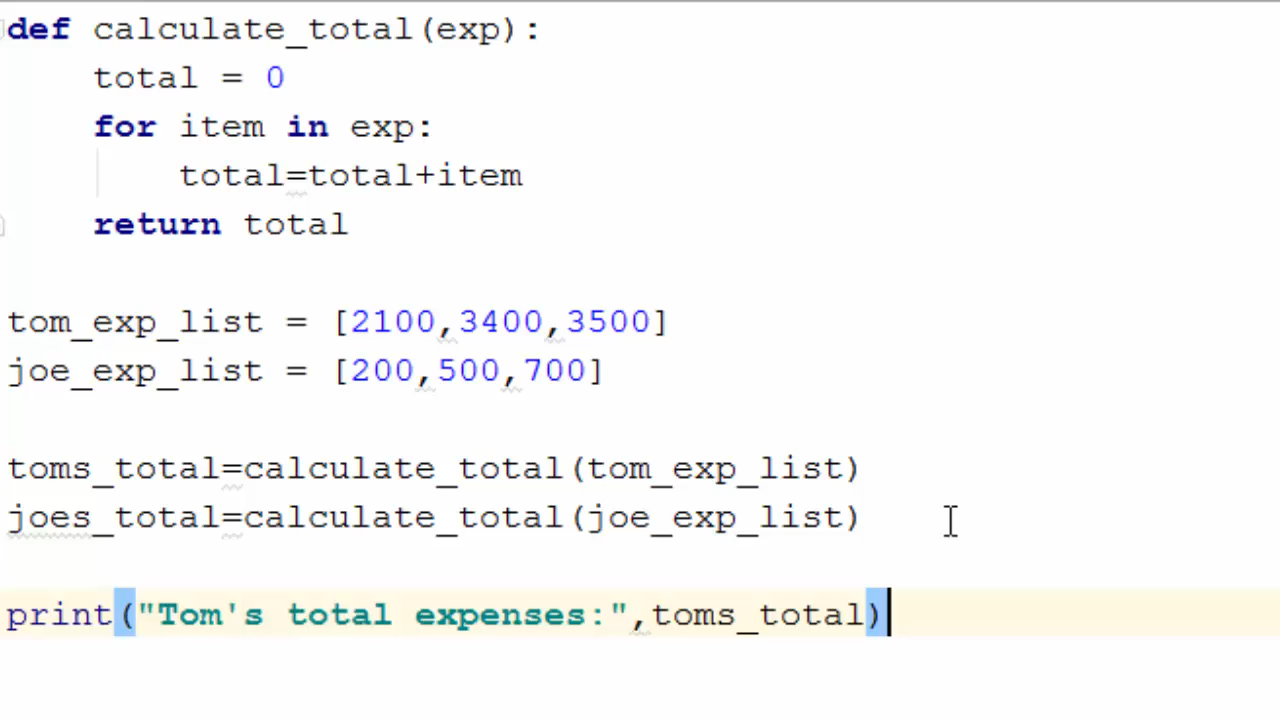 def calculate_total(exp):
    total = 0
    for item in exp:
        total=total+item
    return total

tom_exp_list = [2100,3400,3500]
joe_exp_list = [200,500,700]

toms_total=calculate_total(tom_exp_list)
joes_total=calculate_total(joe_exp_list)

print("Tom's total expenses:",toms_total)